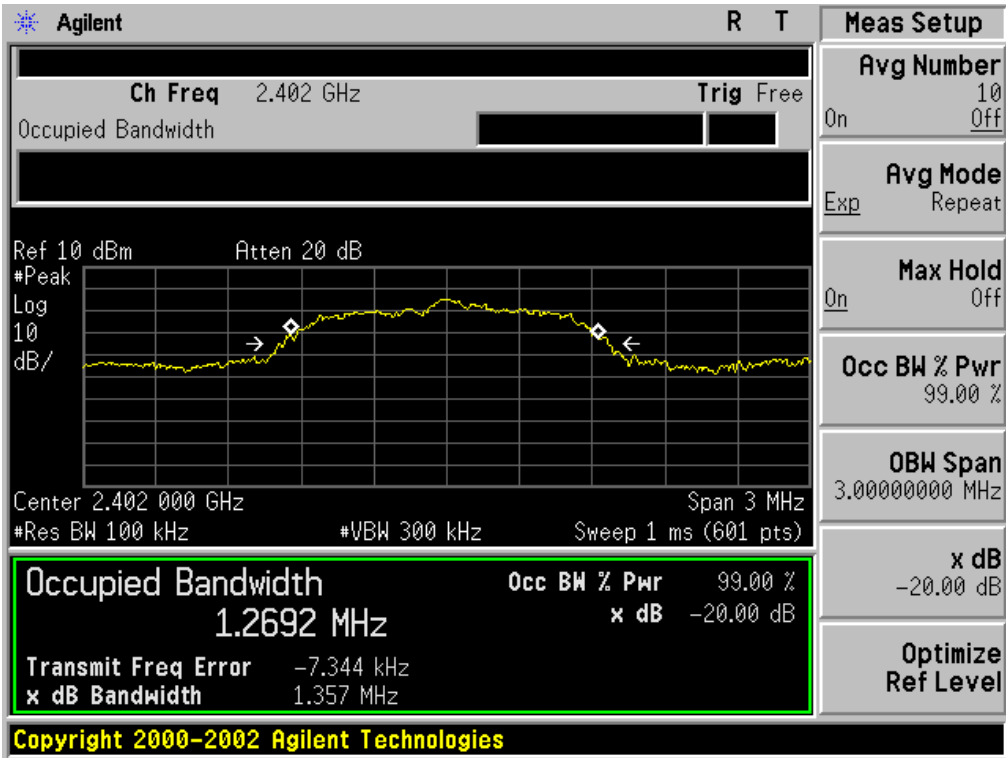 Agilent R T
Meas Setup
Ch Freq 2.402 GHz Trig Free
Occupied Bandwidth
Ref 10 dBm Atten 20 dB
#Peak
Log
10
dB/
Center 2.402 000 GHz Span 3 MHz
#Res BW 100 kHz #VBW 300 kHz Sweep 1 ms (601 pts)
Occupied Bandwidth Occ BW % Pwr 99.00 %
1.2692 MHz x dB -20.00 dB
Transmit Freq Error -7.344 kHz
x dB Bandwidth 1.357 MHz
Avg Number
10
On Off
Avg Mode
Exp Repeat
Max Hold
On Off
Occ BW % Pwr
99.00 %
OBW Span
3.00000000 MHz
x dB
-20.00 dB
Optimize
Ref Level
Copyright 2000-2002 Agilent Technologies